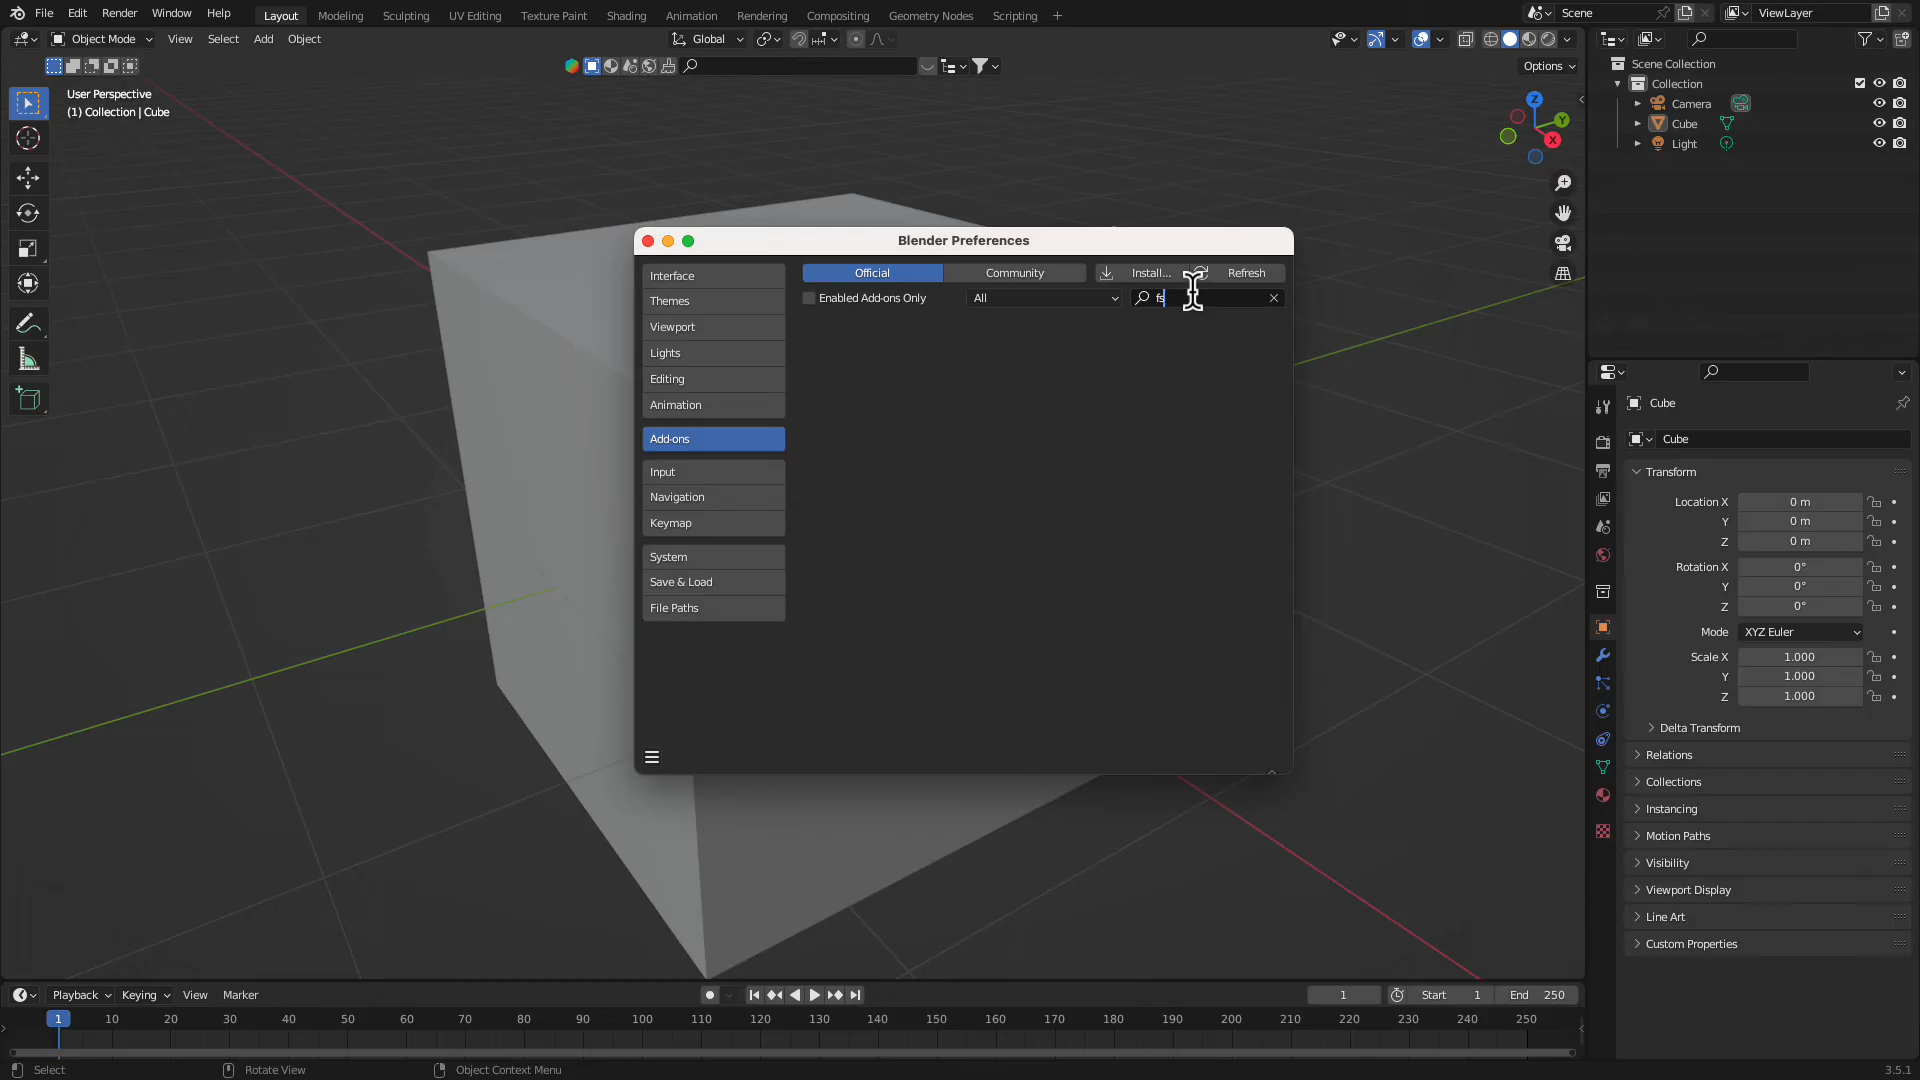 File Edit Render Window Help Layout Modeling Sculpting UV Editing Texture Paint Shading Animation Rendering Compositing Geometry Nodes Scripting + Scene ViewLayer
Object Mode View Select Add Object Global
Options
User Perspective
(1) Collection | Cube
Z
Y
X
Scene Collection
Collection
Camera
Cube
Light
Blender Preferences
Interface
Themes
Viewport
Lights
Editing
Animation
Add-ons
Input
Navigation
Keymap
System
Save & Load
File Paths
Official Community Install... Refresh
Enabled Add-ons Only All fs
Cube
Cube
Transform
Location X 0 m
Y 0 m
Z 0 m
Rotation X 0°
Y 0°
Z 0°
Mode XYZ Euler
Scale X 1.000
Y 1.000
Z 1.000
Delta Transform
Relations
Collections
Instancing
Motion Paths
Visibility
Viewport Display
Line Art
Custom Properties
Playback Keying View Marker 1 Start 1 End 250
1 10 20 30 40 50 60 70 80 90 100 110 120 130 140 150 160 170 180 190 200 210 220 230 240 250
Select Rotate View Object Context Menu 3.5.1